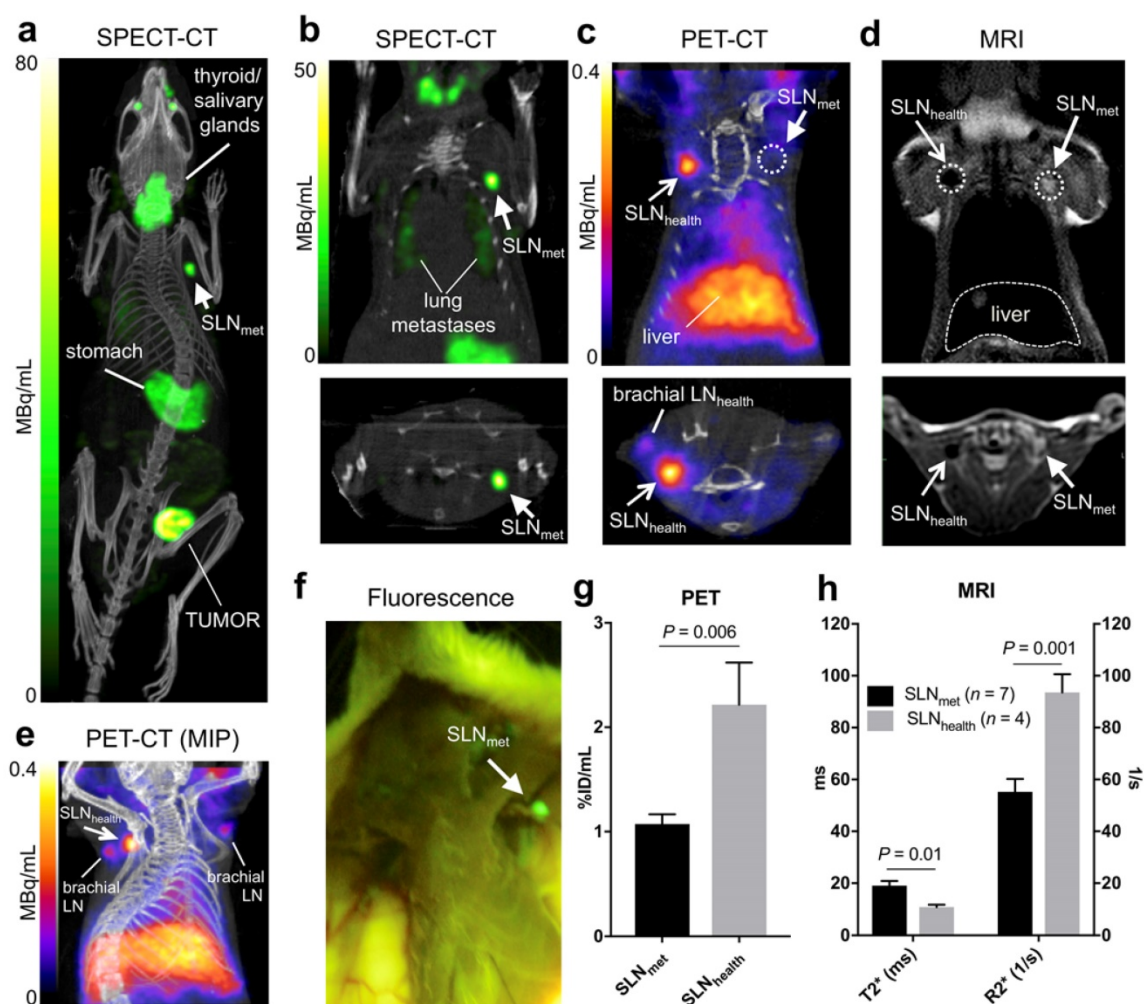 a
SPECT-CT
80
MBq/mL
0
thyroid/
salivary
glands
SLNmet
stomach
TUMOR
b
SPECT-CT
50
MBq/mL
0
SLNmet
lung
metastases
SLNmet
c
PET-CT
0.4
MBq/mL
0
SLNmet
SLNhealth
liver
brachial LNhealth
SLNhealth
d
MRI
SLNhealth
SLNmet
liver
SLNhealth
SLNmet
e
PET-CT (MIP)
0.4
MBq/mL
0
SLNhealth
brachial
LN
brachial
LN
f
Fluorescence
SLNmet
g
PET
P = 0.006
3
2
1
0
%ID/mL
SLNmet
SLNhealth
h
MRI
120
100
80
60
40
20
0
ms
P = 0.001
SLNmet (n = 7)
SLNhealth (n = 4)
P = 0.01
120
100
80
60
40
20
0
1/s
T2* (ms)
R2* (1/s)